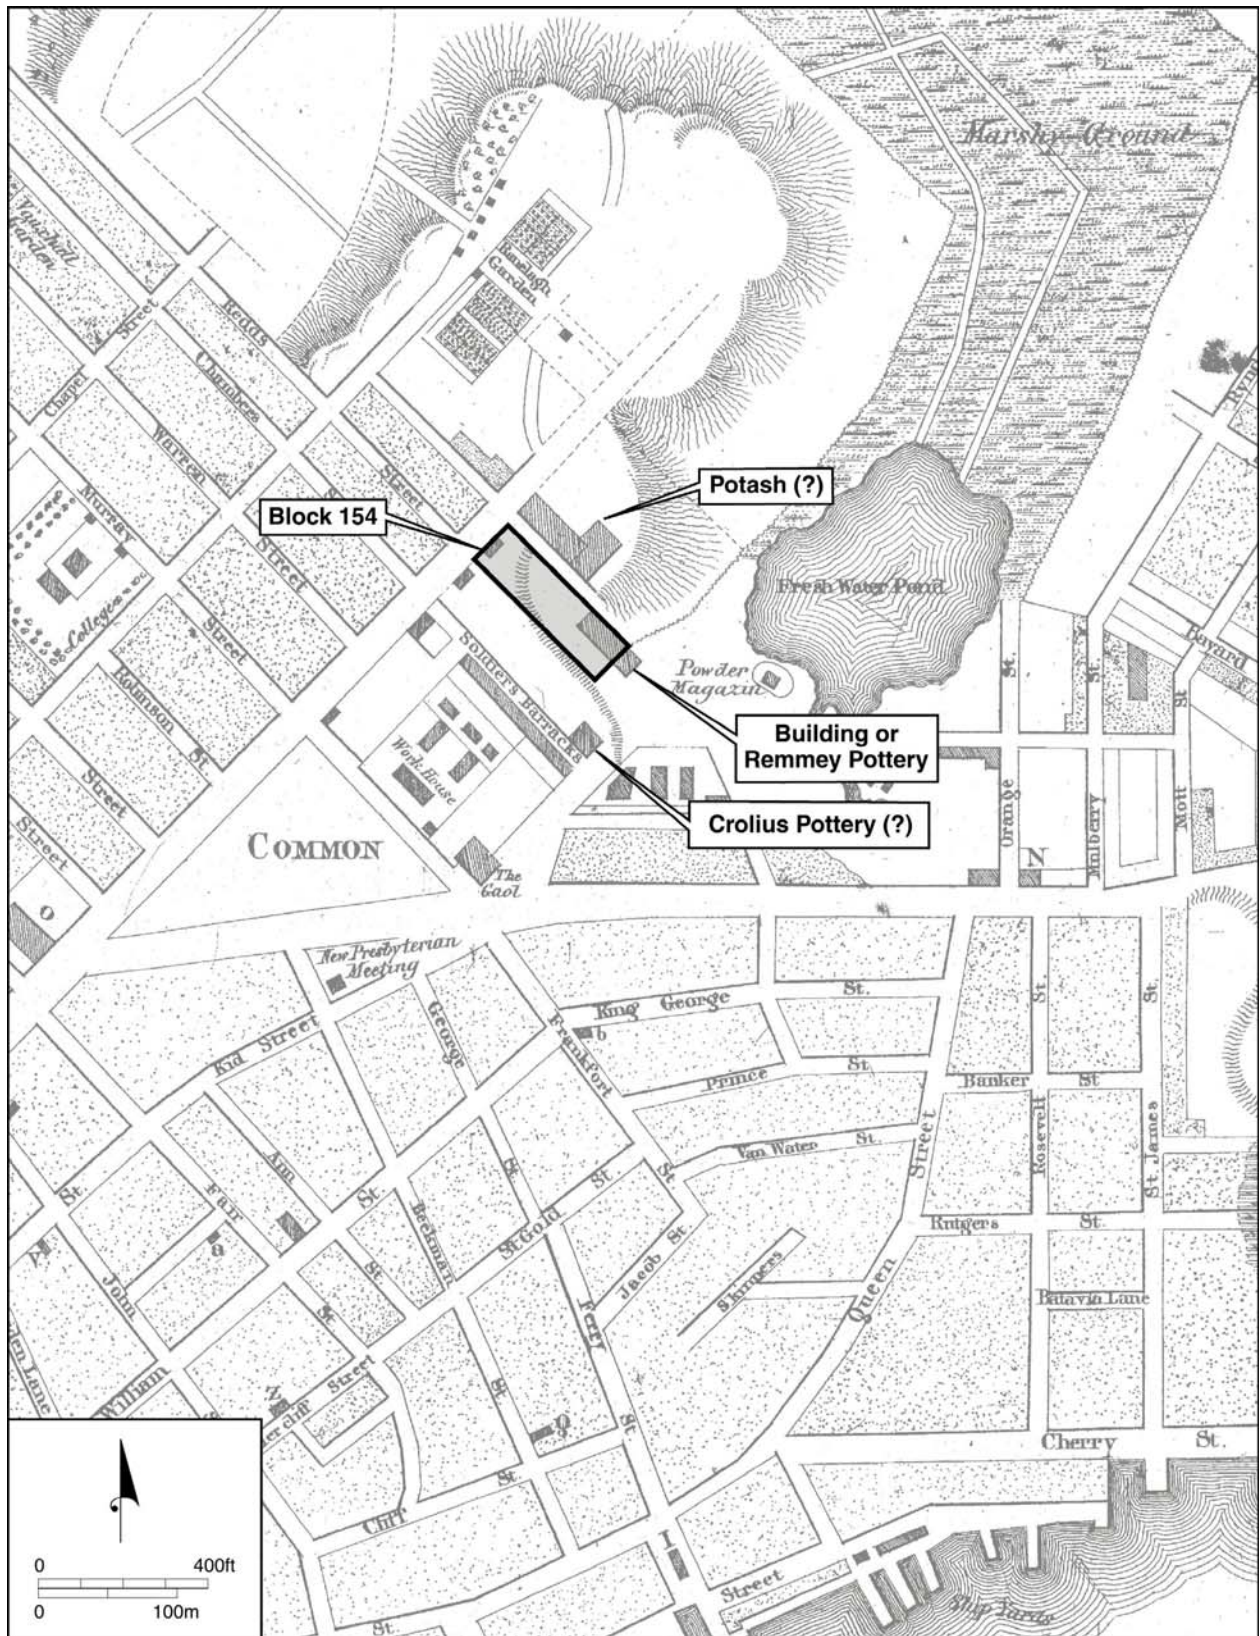 Marshy Ground
Vauxhall
Garden
Ranelagh
Garden
Reads
Street
Chapel
Chambers
Warren
Street
Murray
Street
Street
College
Robinson
St.
Street
Street
Potash (?)
Block 154
Fresh Water Pond
Soldiers Barracks
Powder
Magazin
Building or
Remmey Pottery
Work House
Crolius Pottery (?)
COMMON
The
Gaol
St.
St.
Bayard
St
Orange
Mulberry
Mott
N
O
New Presbyterian
Meeting
King George
St.
St.
St.
Kid Street
George
Frankfort
b
Prince
St
Banker
St
Street
Roosevelt
St James
Van Water
St.
St
Ann
Fair
St
St
St
St
Gold
Beekman
a
St
Rutgers
St.
Jacob St
Skinners
Queen
Batavia Lane
John
St
Ferry
William
Street
St
g
St.
Cherry
St.
Cliff
St
I
Street
Ship Yards
St.
0
400ft
0
100m